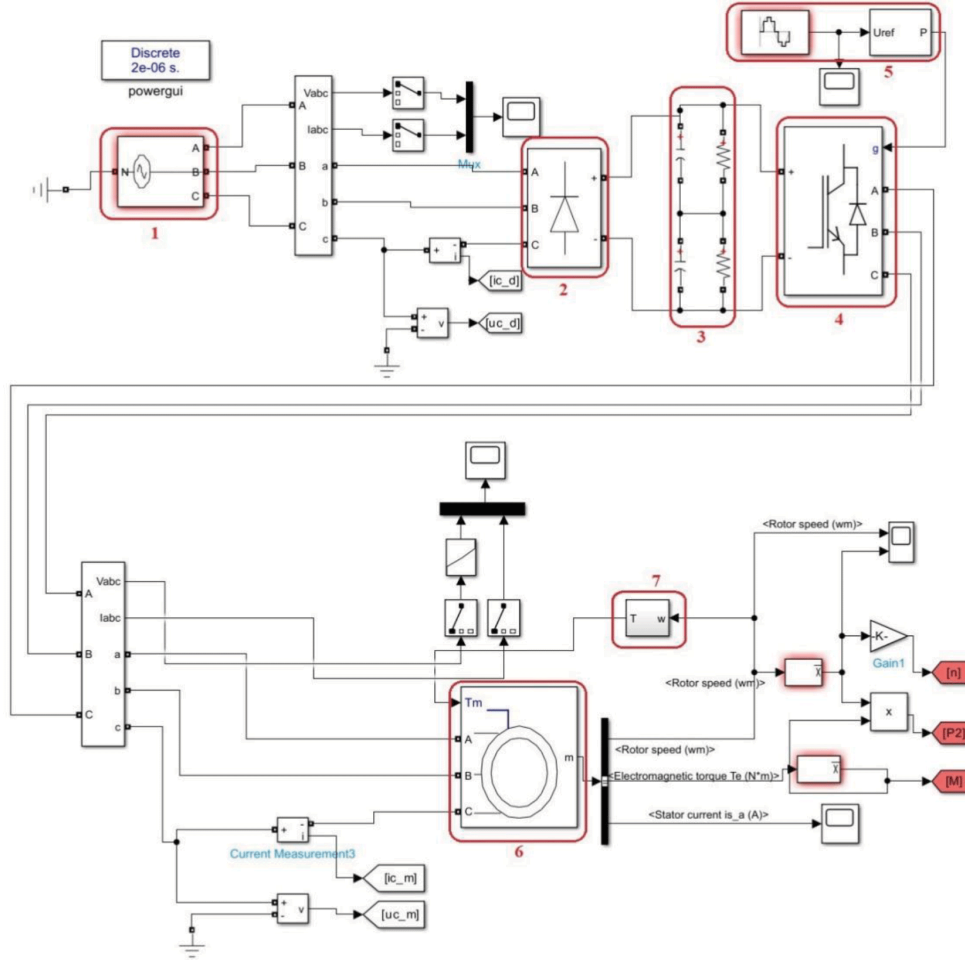 Discrete
2e-06 s.
powergui
N
A
B
C
1
A
B
C
Vabc
Iabc
a
b
c
Mux
+
-
i
[ic_d]
+
-
v
[uc_d]
A
B
C
+
-
2
3
+
-
g
A
B
C
4
Uref
P
5
A
B
C
Vabc
Iabc
a
b
c
+
-
i
Current Measurement3
[ic_m]
+
-
v
[uc_m]
Tm
A
B
C
m
6
7
T
w
<Rotor speed (wm)>
-K-
Gain1
[n]
<Rotor speed (wm)>
x
x
[P2]
<Rotor speed (wm)>
<Electromagnetic torque Te (N*m)>
x
[M]
<Stator current is_a (A)>